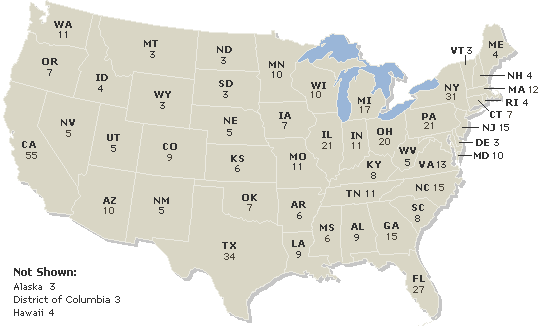 WA
11
OR
7
CA
55
NV
5
ID
4
MT
3
WY
3
UT
5
AZ
10
CO
9
NM
5
ND
3
SD
3
NE
5
KS
6
OK
7
TX
34
MN
10
IA
7
MO
11
AR
6
LA
9
WI
10
IL
21
MI
17
IN
11
OH
20
KY
8
TN 11
MS
6
AL
9
GA
15
FL
27
SC
8
NC 15
VA13
WV
5
PA
21
NY
31
VT 3
ME
4
NH 4
MA 12
RI 4
CT 7
NJ 15
DE 3
MD 10
Not Shown:
Alaska 3
District of Columbia 3
Hawaii 4